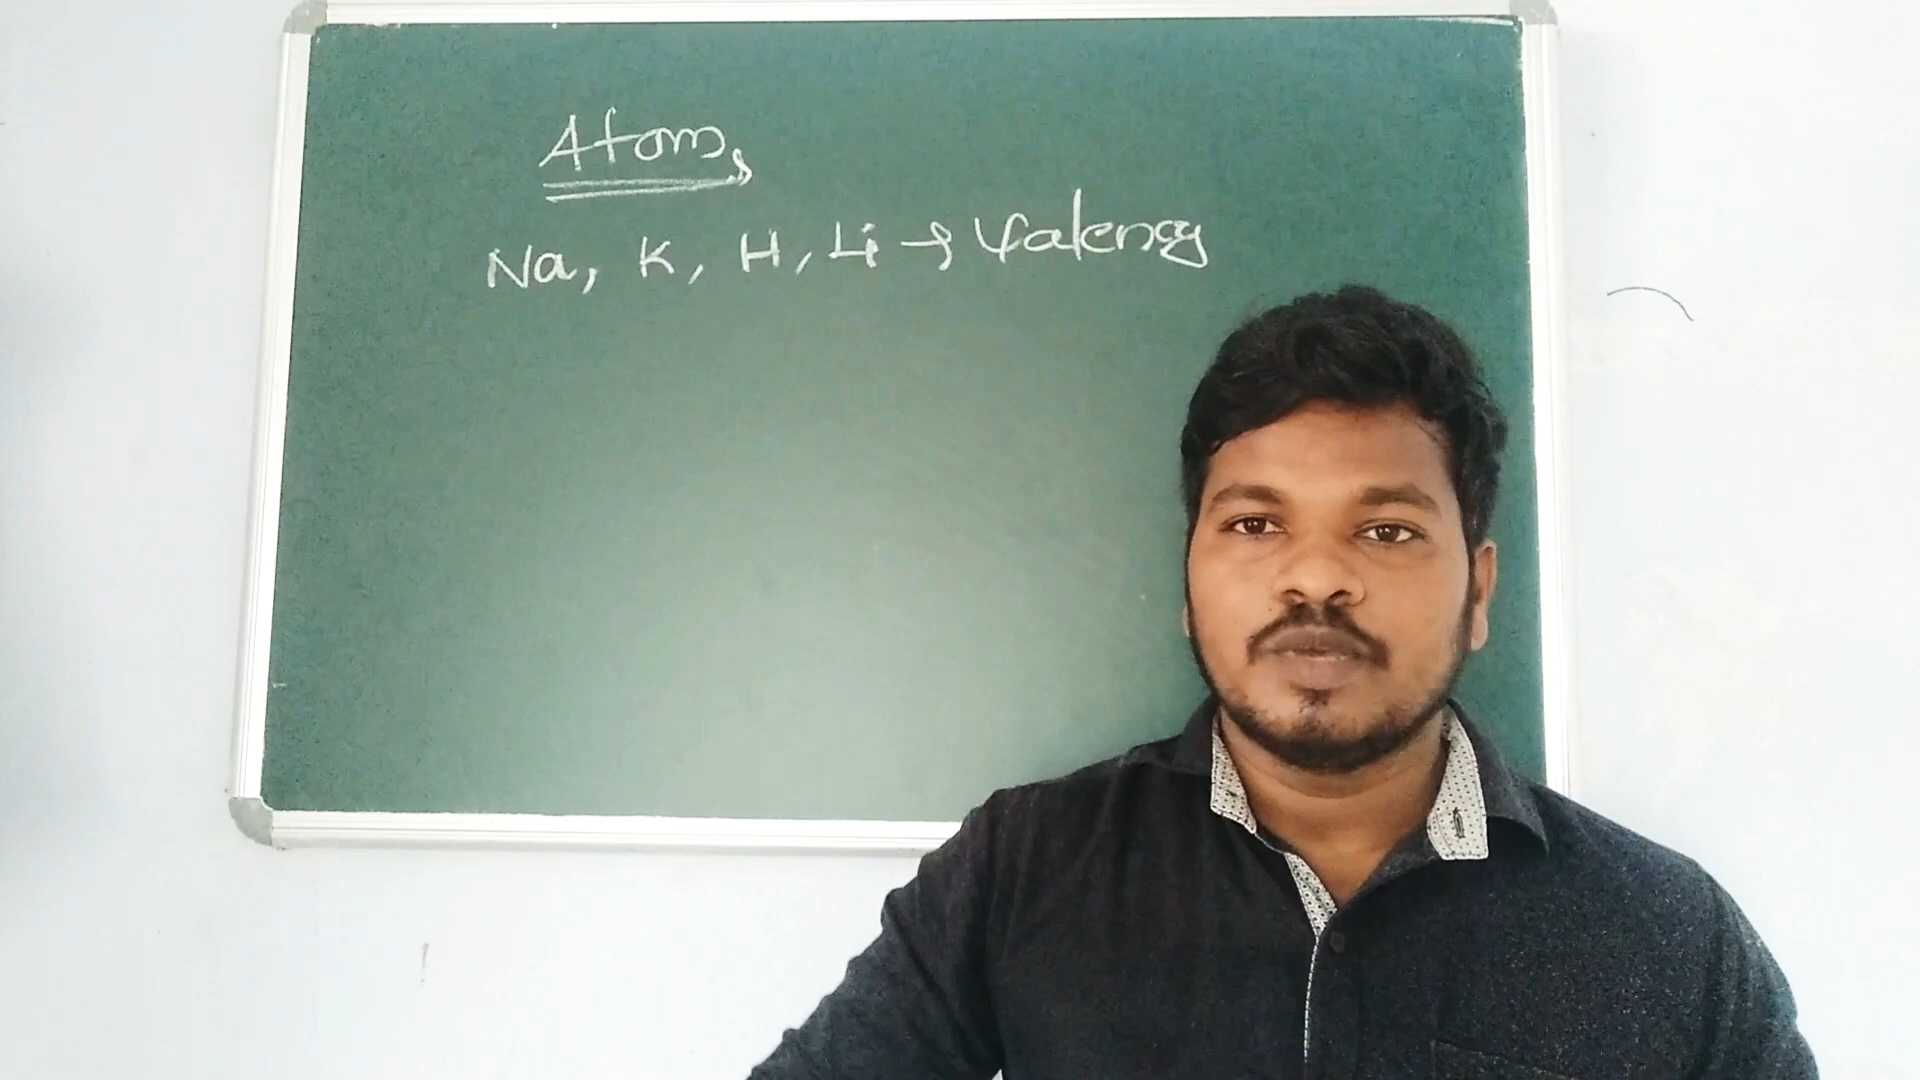 Atom,
Na, K, H, Li → Valency